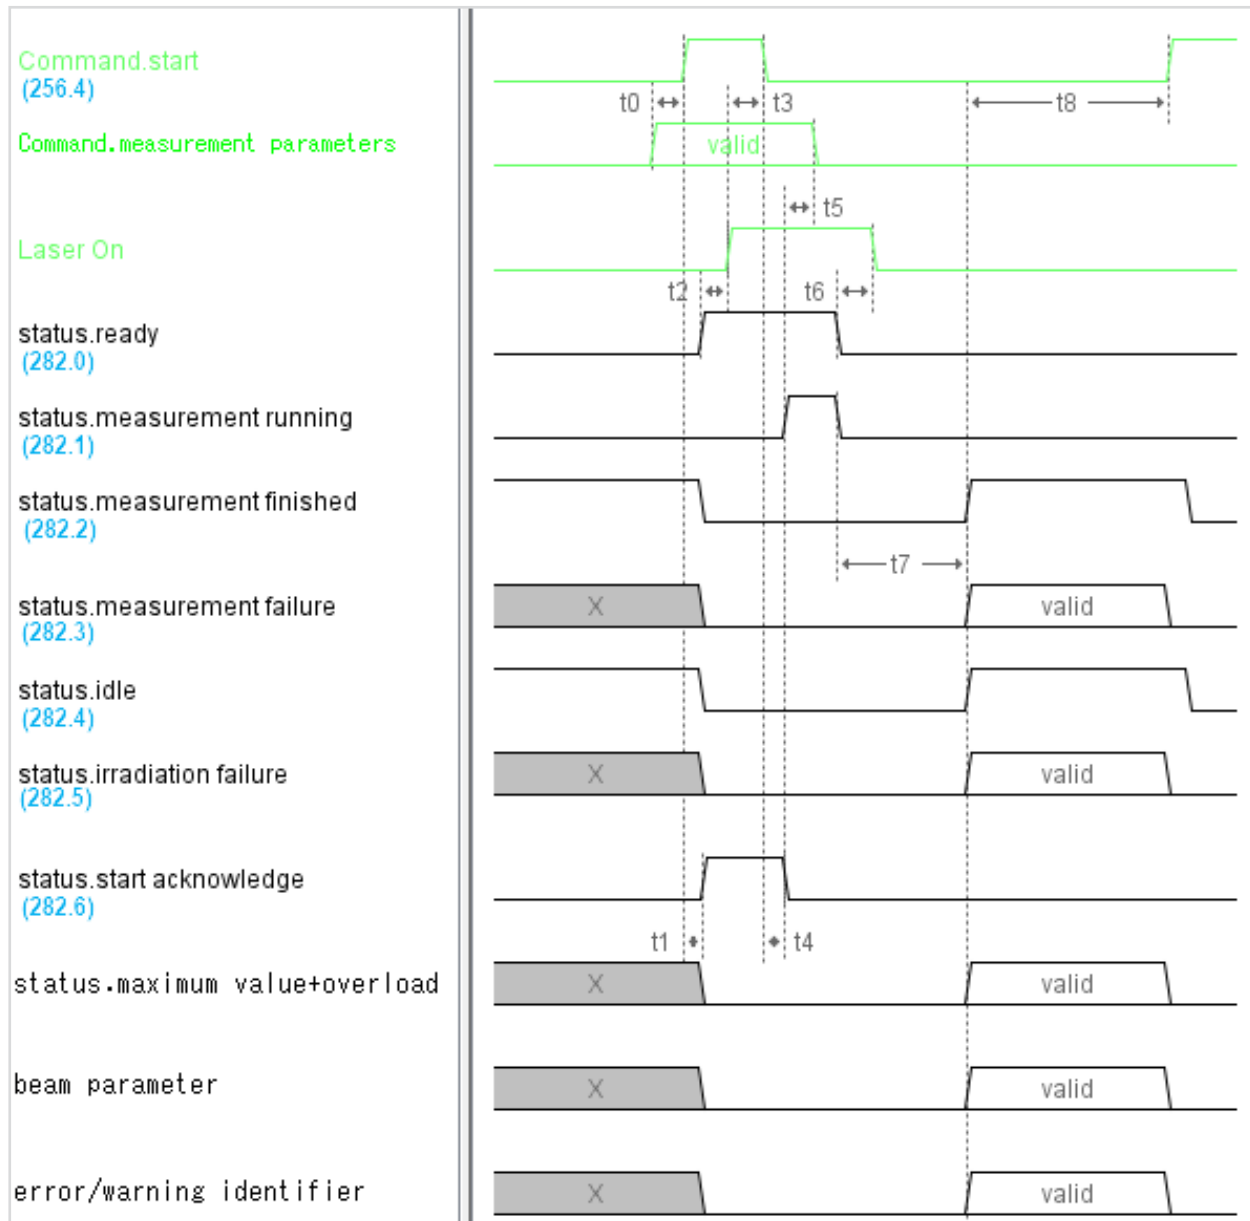 Command.start
(256.4)
t0
t3
t8
Command.measurement parameters
valid
t5
Laser On
t2
t6
status.ready
(282.0)
status.measurement running
(282.1)
status.measurement finished
(282.2)
t7
status.measurement failure
X
valid
(282.3)
status.idle
(282.4)
status.irradiation failure
X
valid
(282.5)
status.start acknowledge
(282.6)
t1
t4
status.maximum value+overload
X
valid
beam parameter
X
valid
error/warning identifier
X
valid